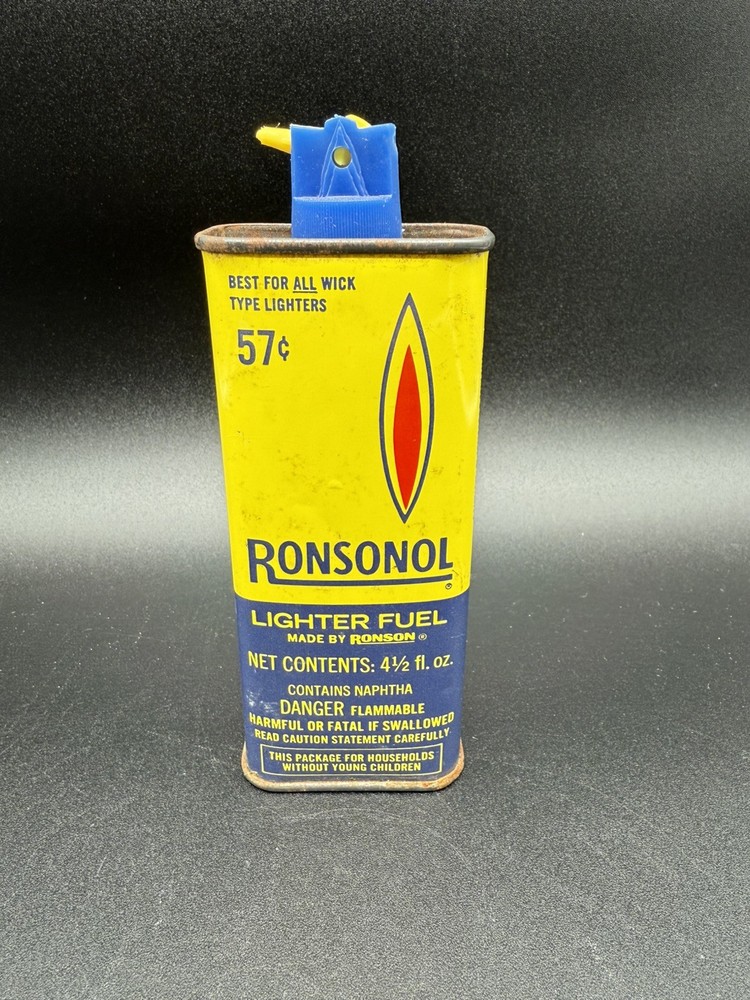 BEST FOR ALL WICK
TYPE LIGHTERS
57¢
RONSONOL
®
LIGHTER FUEL
MADE BY RONSON ®
NET CONTENTS: 4½ fl. oz.
CONTAINS NAPHTHA
DANGER FLAMMABLE
HARMFUL OR FATAL IF SWALLOWED
READ CAUTION STATEMENT CAREFULLY
THIS PACKAGE FOR HOUSEHOLDS
WITHOUT YOUNG CHILDREN